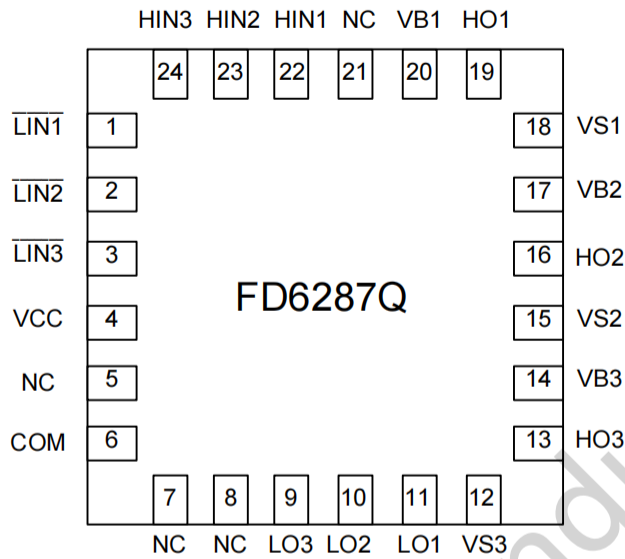 HIN3 HIN2 HIN1 NC VB1 HO1
24 23 22 21 20 19
LIN1 1 18 VS1
LIN2 2 17 VB2
LIN3 3 16 HO2
FD6287Q
VCC 4 15 VS2
NC 5 14 VB3
COM 6 13 HO3
7 8 9 10 11 12
NC NC LO3 LO2 LO1 VS3